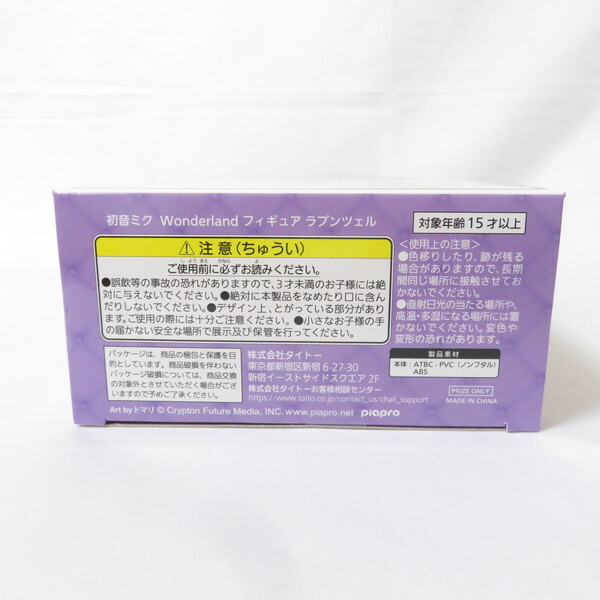 初音ミク Wonderland フィギュア ラプンツェル
対象年齢15才以上
⚠注意(ちゅうい)
ご使用前に必ずお読みください。
●誤飲等の事故の恐れがありますので、3才未満のお子様には絶
対に与えないでください。●絶対に本製品をなめたり口に含ん
だりしないでください。●デザイン上、とがっている部分があり
ます。ご使用の際には十分ご注意ください。●小さなお子様の手
の届かない安全な場所で展示及び保管を行ってください。
<使用上の注意>
●色移りしたり、跡が残る
場合がありますので、長期
間同じ場所に接触させてお
かないでください。
●直射日光の当たる場所や、
高温・多湿になる場所には置
かないでください。変色や
変形の恐れがあります。
製品素材
本体:ATBC-PVC(ノンフタル)
ABS
パッケージは、商品の梱包と保護を目
的としています。商品破損を伴わない
パッケージ破損については、商品交換
の対象外とさせていただく場合がござ
いますので予めご了承ください。
株式会社タイトー
東京都新宿区新宿 6-27-30
新宿イーストサイドスクエア 2F
株式会社タイトーお客様相談センター
https://www.taito.co.jp/contact_us/chat_support
PRIZE ONLY
MADE IN CHINA
Art by トマリ © Crypton Future Media, INC. www.piapro.net piapro